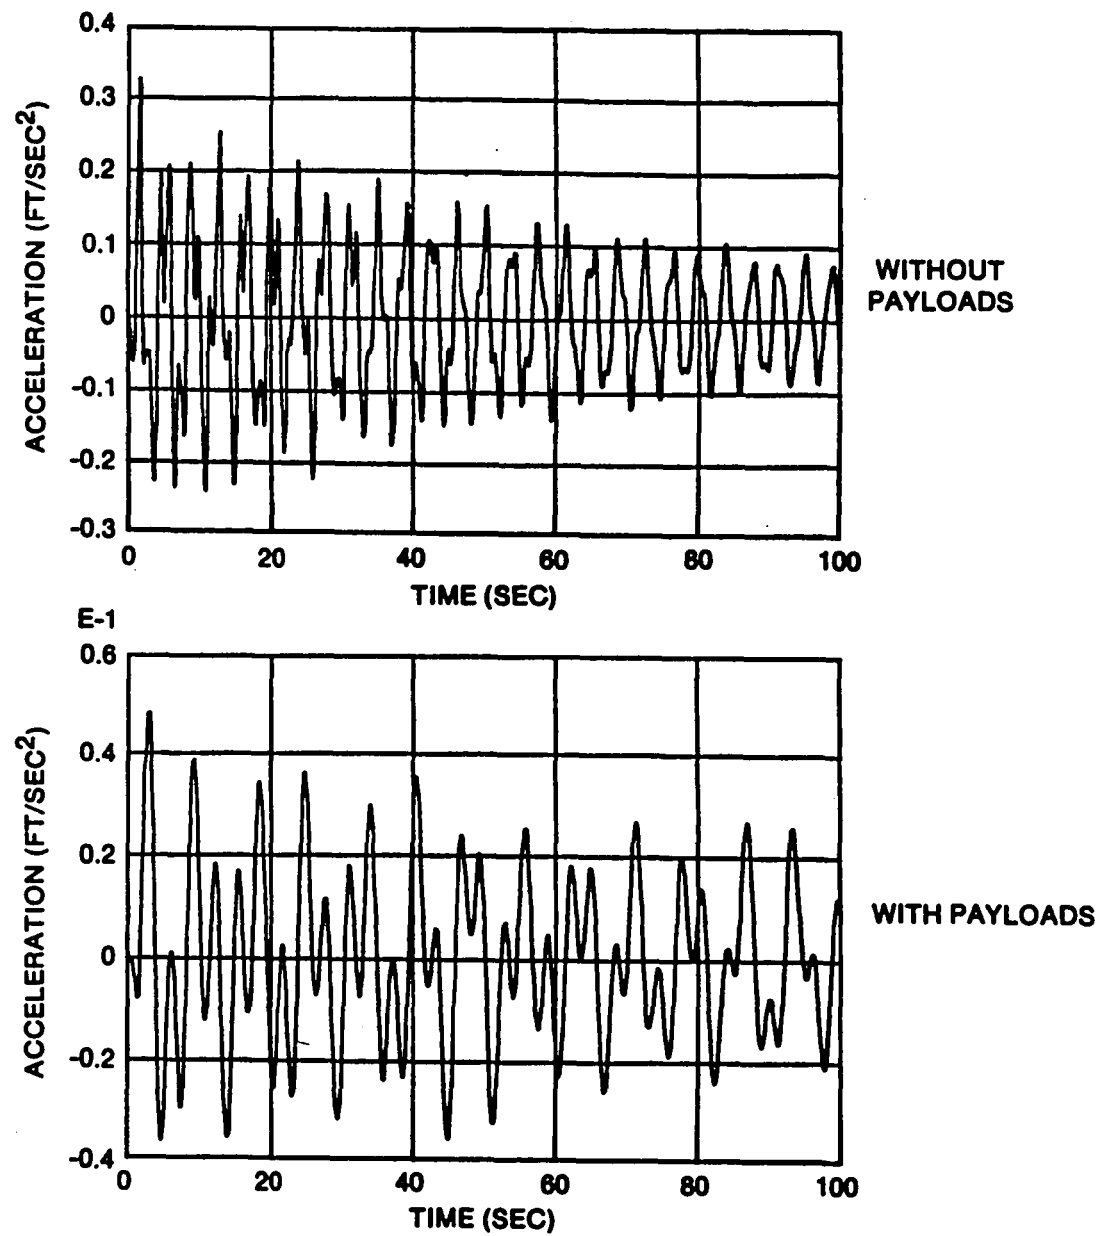 0.4
0.3
0.2
0.1
0
-0.1
-0.2
-0.3
ACCELERATION (FT/SEC²)
0 20 40 60 80 100
TIME (SEC)
WITHOUT
PAYLOADS
E-1
0.6
0.4
0.2
0
-0.2
-0.4
ACCELERATION (FT/SEC²)
0 20 40 60 80 100
TIME (SEC)
WITH PAYLOADS